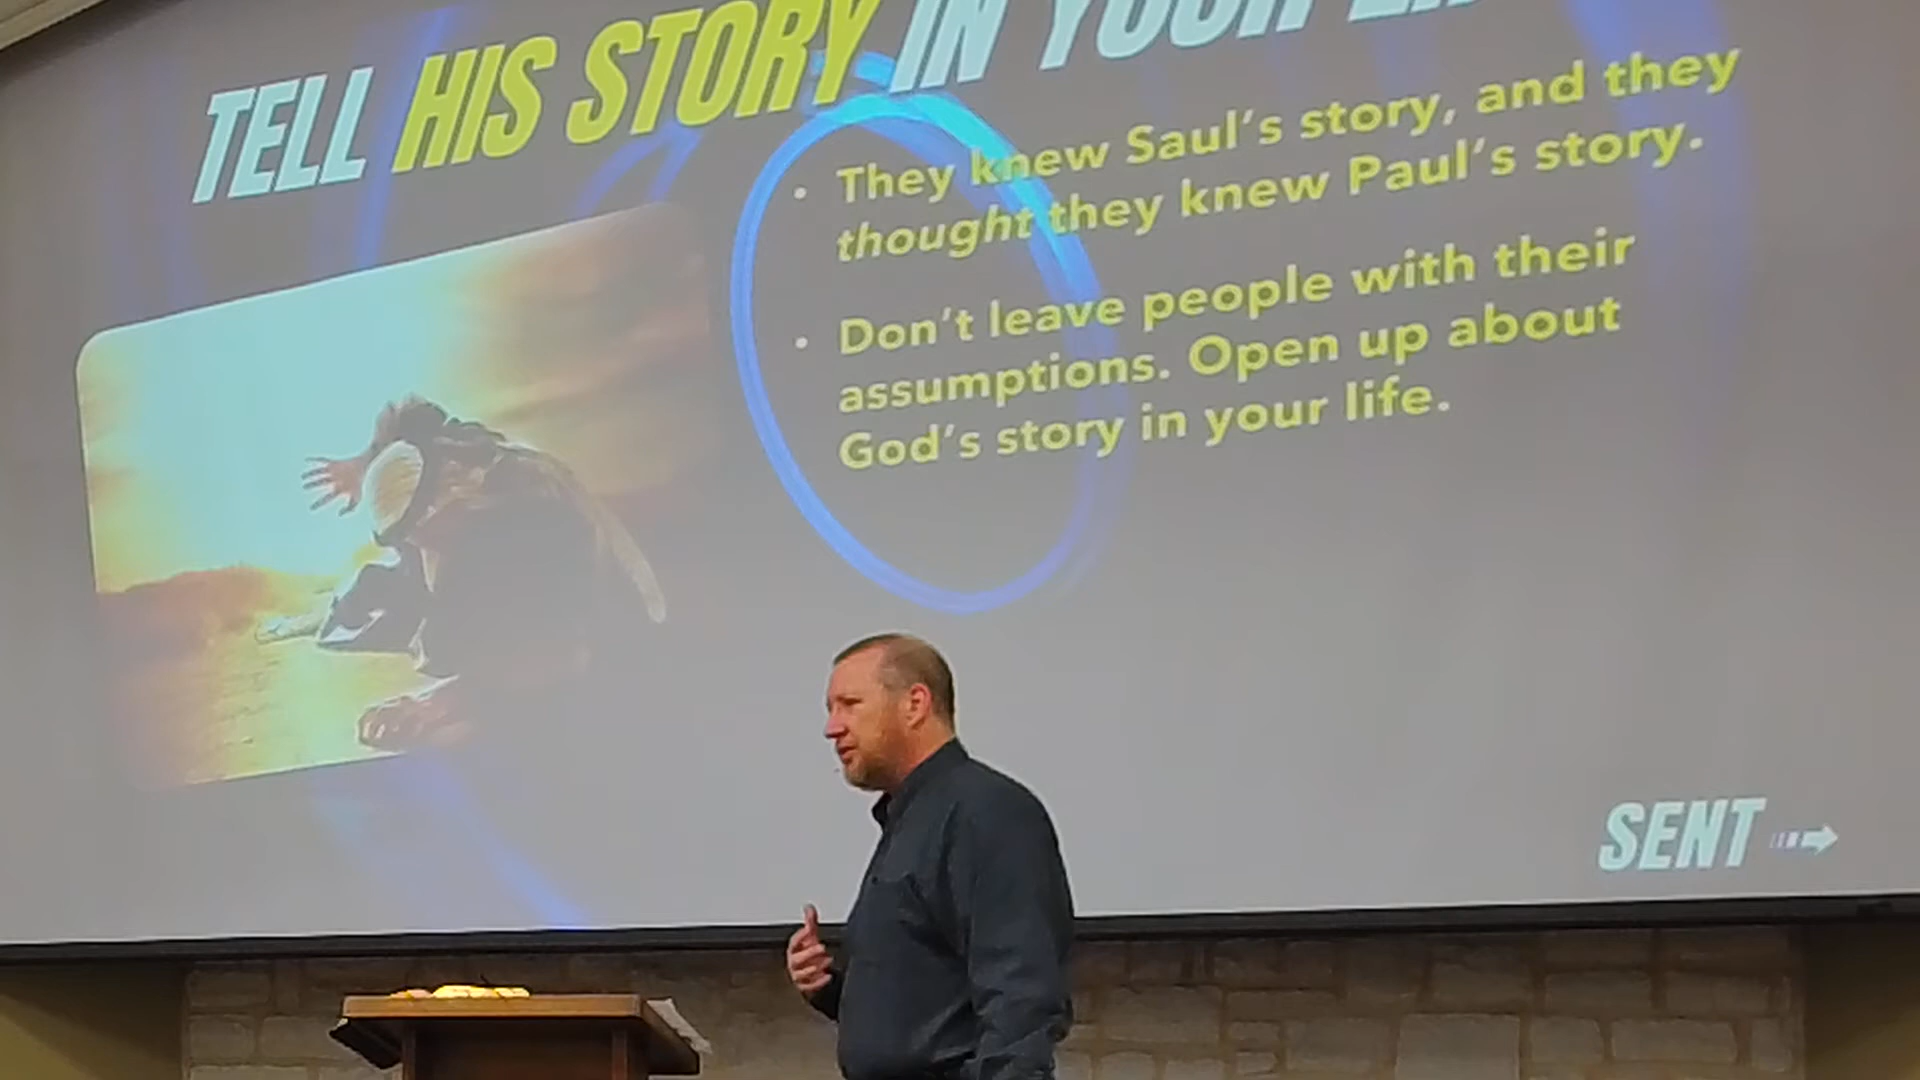 TELL HIS STORY IN YOUR
They knew Saul's story, and they
thought they knew Paul's story.
Don't leave people with their
assumptions. Open up about
God's story in your life.
SENT